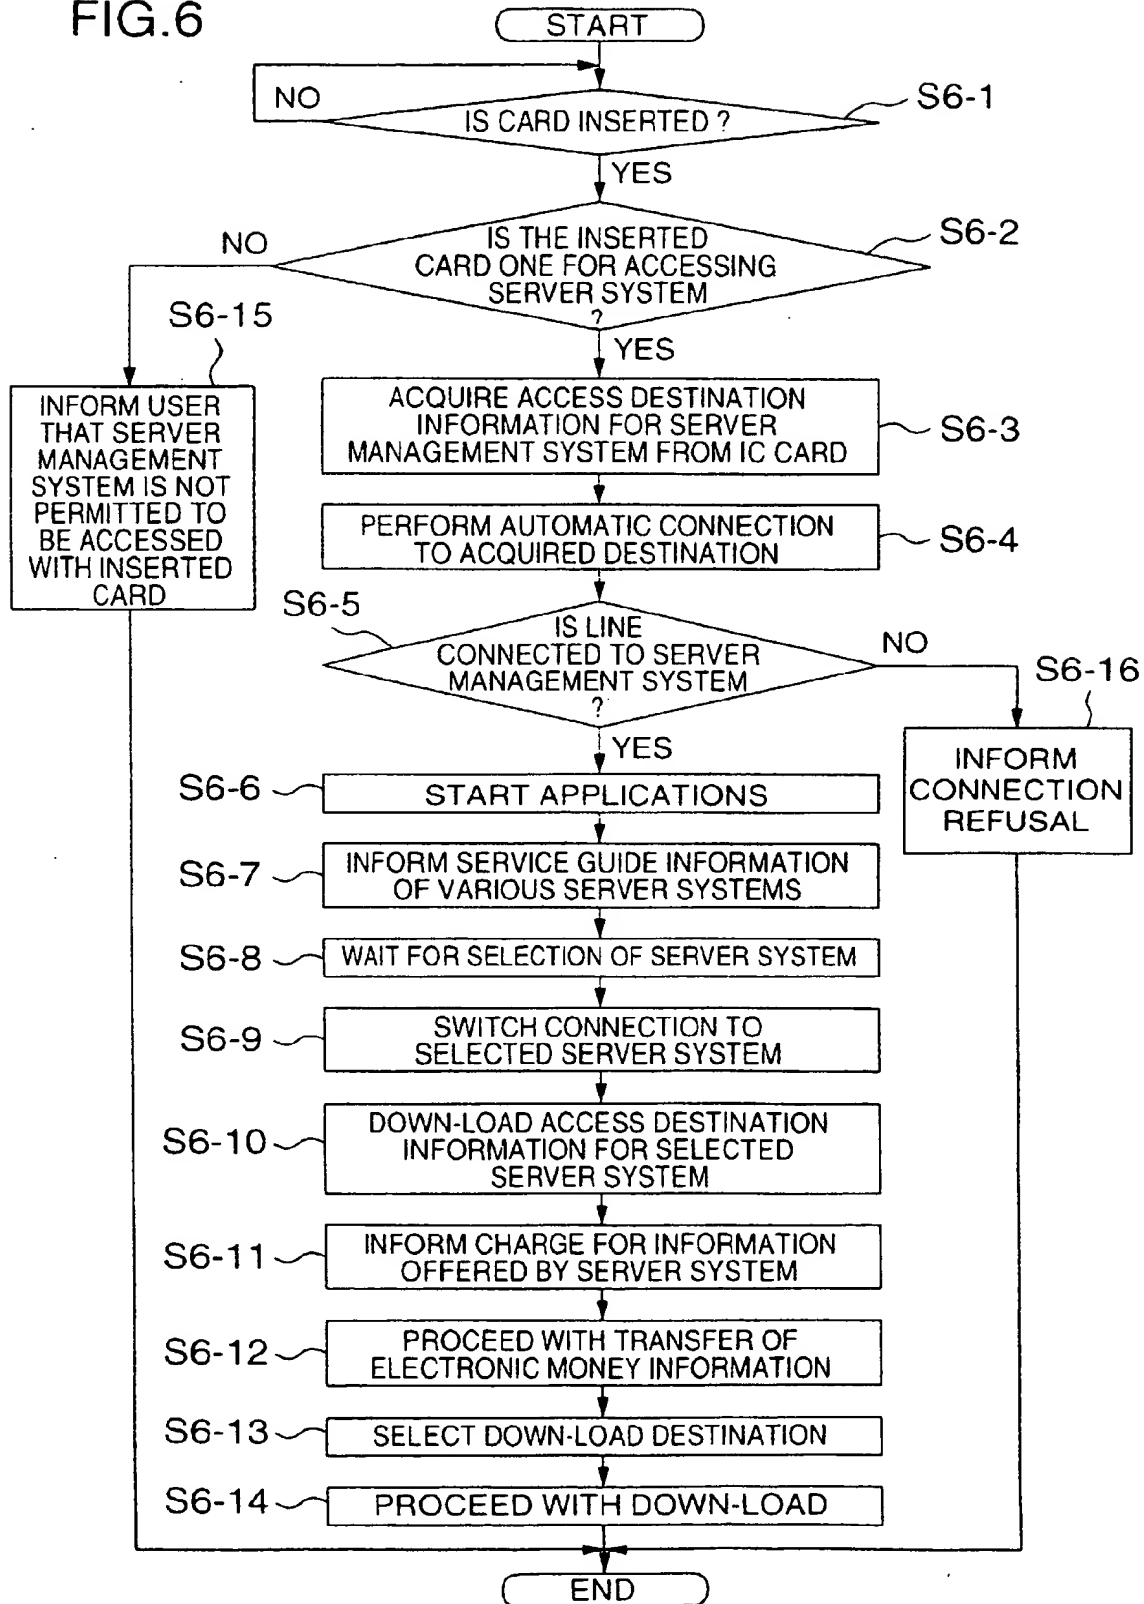 FIG.6
START
NO
IS CARD INSERTED ?
S6-1
YES
NO
IS THE INSERTED
CARD ONE FOR ACCESSING
SERVER SYSTEM
?
S6-2
YES
S6-15
INFORM USER
THAT SERVER
MANAGEMENT
SYSTEM IS NOT
PERMITTED TO
BE ACCESSED
WITH INSERTED
CARD
ACQUIRE ACCESS DESTINATION
INFORMATION FOR SERVER
MANAGEMENT SYSTEM FROM IC CARD
S6-3
PERFORM AUTOMATIC CONNECTION
TO ACQUIRED DESTINATION
S6-4
S6-5
IS LINE
CONNECTED TO SERVER
MANAGEMENT SYSTEM
?
NO
S6-16
INFORM
CONNECTION
REFUSAL
YES
S6-6
START APPLICATIONS
S6-7
INFORM SERVICE GUIDE INFORMATION
OF VARIOUS SERVER SYSTEMS
S6-8
WAIT FOR SELECTION OF SERVER SYSTEM
S6-9
SWITCH CONNECTION TO
SELECTED SERVER SYSTEM
S6-10
DOWN-LOAD ACCESS DESTINATION
INFORMATION FOR SELECTED
SERVER SYSTEM
S6-11
INFORM CHARGE FOR INFORMATION
OFFERED BY SERVER SYSTEM
S6-12
PROCEED WITH TRANSFER OF
ELECTRONIC MONEY INFORMATION
S6-13
SELECT DOWN-LOAD DESTINATION
S6-14
PROCEED WITH DOWN-LOAD
END